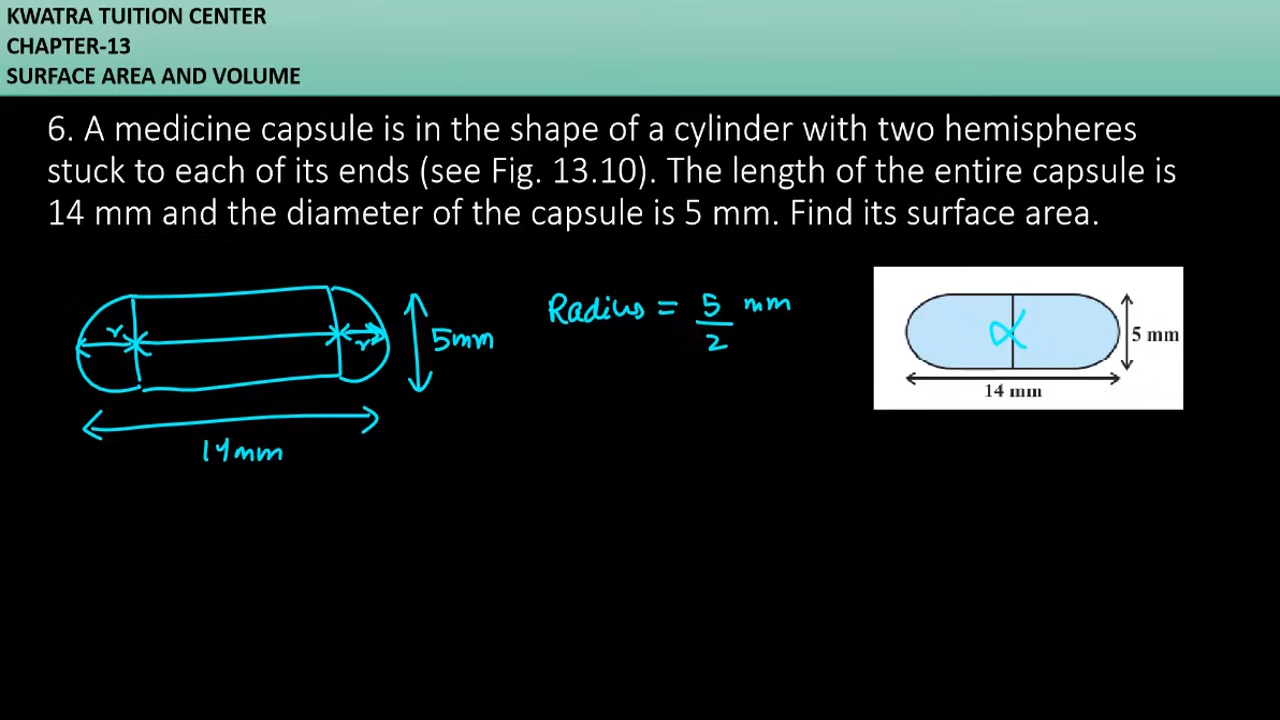 KWATRA TUITION CENTER
CHAPTER-13
SURFACE AREA AND VOLUME
6. A medicine capsule is in the shape of a cylinder with two hemispheres
stuck to each of its ends (see Fig. 13.10). The length of the entire capsule is
14 mm and the diameter of the capsule is 5 mm. Find its surface area.
r
r
5mm
14mm
Radius = 5/2 mm
5 mm
14 mm